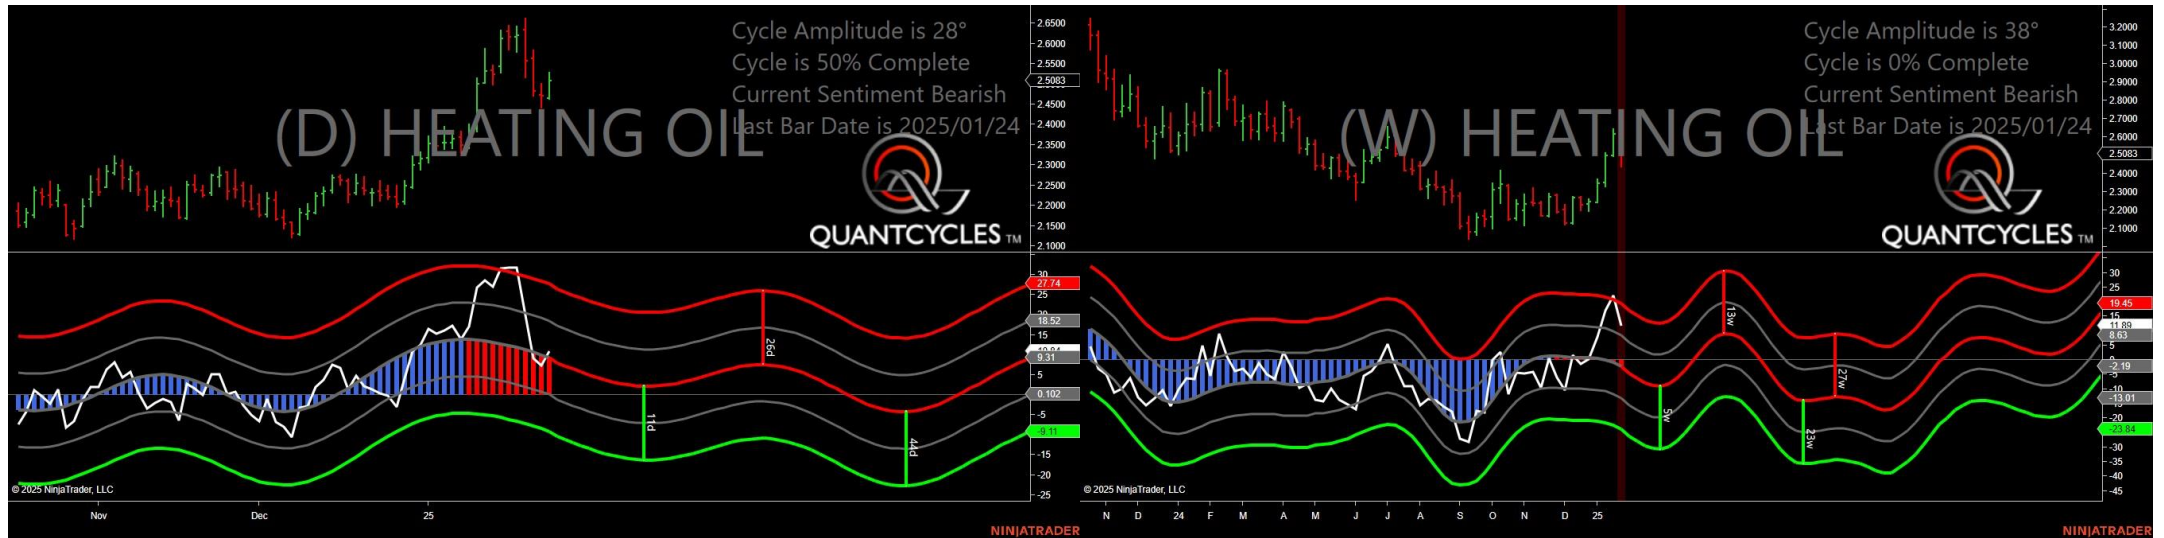 Cycle Amplitude is 28°
Cycle is 50% Complete
Current Sentiment Bearish
Last Bar Date is 2025/01/24
(D) HEATING OIL
QUANTCYCLES TM
2.6500
2.6000
2.5500
2.5083
2.4500
2.4000
2.3500
2.3000
2.2500
2.2000
2.1500
2.1000
30
27.74
25
18.52
9.31
5
0.102
-5
-9.11
-15
-20
-25
26d
11d
44d
© 2025 NinjaTrader, LLC
Nov
Dec
25
NINJATRADER
Cycle Amplitude is 38°
Cycle is 0% Complete
Current Sentiment Bearish
Last Bar Date is 2025/01/24
(W) HEATING OIL
QUANTCYCLES TM
3.2000
3.1000
3.0000
2.9000
2.8000
2.7000
2.6000
2.5083
2.4000
2.3000
2.2000
2.1000
30
25
19.45
15
11.89
8.63
5
-2.19
-5
-10
-13.01
-20
-23.84
-30
-35
-40
-45
13w
27w
5w
23w
© 2025 NinjaTrader, LLC
N D 24 F M A M J J A S O N D 25
NINJATRADER